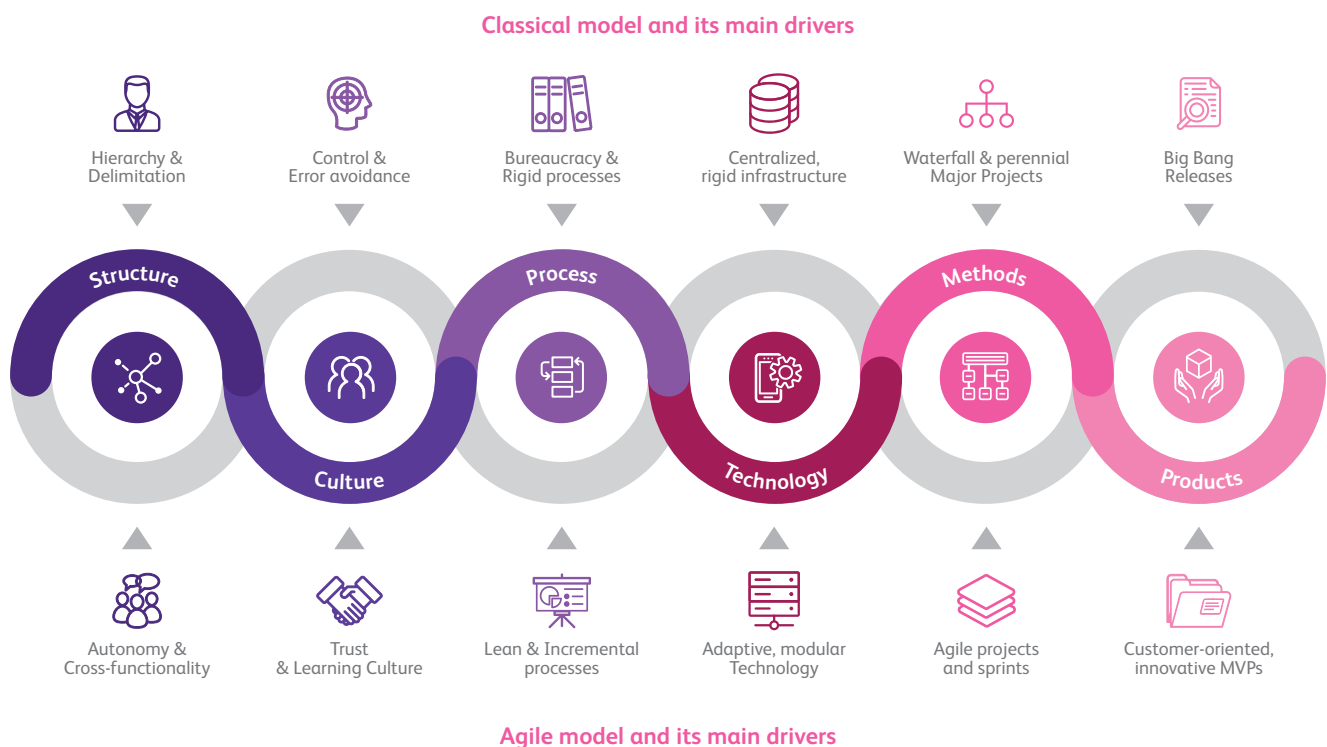 Classical model and its main drivers
Hierarchy &
Delimitation
Control &
Error avoidance
Bureaucracy &
Rigid processes
Centralized,
rigid infrastructure
Waterfall & perennial
Major Projects
Big Bang
Releases
Structure
Culture
Process
Technology
Methods
Products
Autonomy &
Cross-functionality
Trust
& Learning Culture
Lean & Incremental
processes
Adaptive, modular
Technology
Agile projects
and sprints
Customer-oriented,
innovative MVPs
Agile model and its main drivers